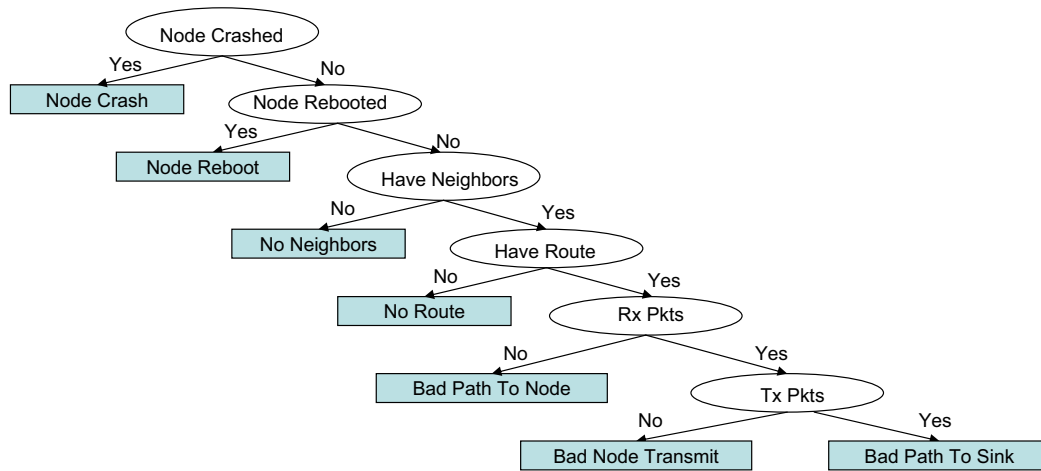 Node Crashed
Yes
No
Node Crash
Node Rebooted
Yes
No
Node Reboot
Have Neighbors
No
Yes
No Neighbors
Have Route
No
Yes
No Route
Rx Pkts
No
Yes
Bad Path To Node
Tx Pkts
No
Yes
Bad Node Transmit
Bad Path To Sink